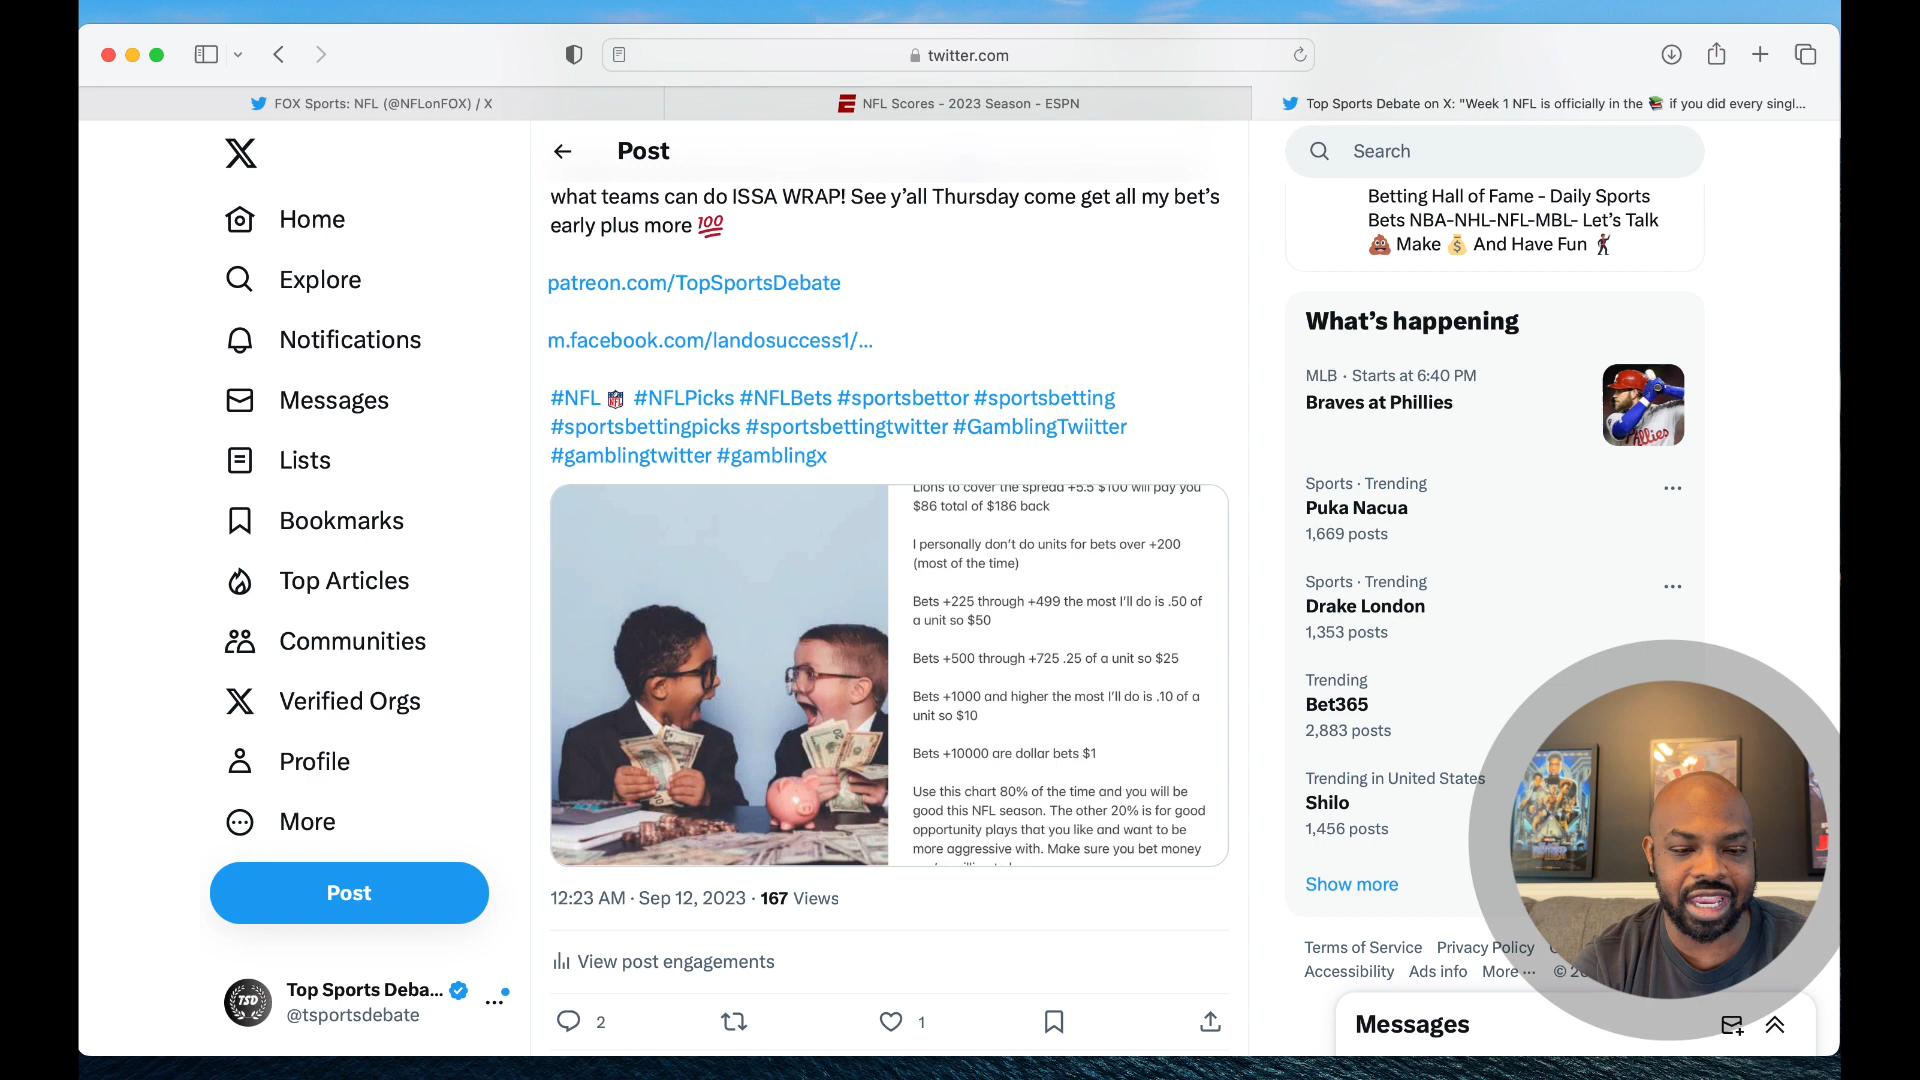 twitter.com
FOX Sports: NFL (@NFLonFOX) / X
NFL Scores - 2023 Season - ESPN
Top Sports Debate on X: "Week 1 NFL is officially in the 📚 if you did every singl...
Home
Explore
Notifications
Messages
Lists
Bookmarks
Top Articles
Communities
Verified Orgs
Profile
More
Post
Top Sports Deba...
@tsportsdebate
TSD
Post
what teams can do ISSA WRAP! See y'all Thursday come get all my bet's
early plus more 💯
patreon.com/TopSportsDebate
m.facebook.com/landosuccess1/...
#NFL #NFLPicks #NFLBets #sportsbettor #sportsbetting
#sportsbettingpicks #sportsbettingtwitter #GamblingTwiitter
#gamblingtwitter #gamblingx
Lions to cover the spread +5.5 $100 will pay you
$86 total of $186 back
I personally don't do units for bets over +200
(most of the time)
Bets +225 through +499 the most I'll do is .50 of
a unit so $50
Bets +500 through +725 .25 of a unit so $25
Bets +1000 and higher the most I'll do is .10 of a
unit so $10
Bets +10000 are dollar bets $1
Use this chart 80% of the time and you will be
good this NFL season. The other 20% is for good
opportunity plays that you like and want to be
more aggressive with. Make sure you bet money
12:23 AM · Sep 12, 2023 · 167 Views
View post engagements
2
1
Search
Betting Hall of Fame - Daily Sports
Bets NBA-NHL-NFL-MBL- Let's Talk
💩 Make 💰 And Have Fun 🕺
What's happening
MLB · Starts at 6:40 PM
Braves at Phillies
Phillies
Sports · Trending
Puka Nacua
1,669 posts
Sports · Trending
Drake London
1,353 posts
Trending
Bet365
2,883 posts
Trending in United States
Shilo
1,456 posts
Show more
Terms of Service Privacy Policy
Accessibility Ads info More ··· ©
Messages